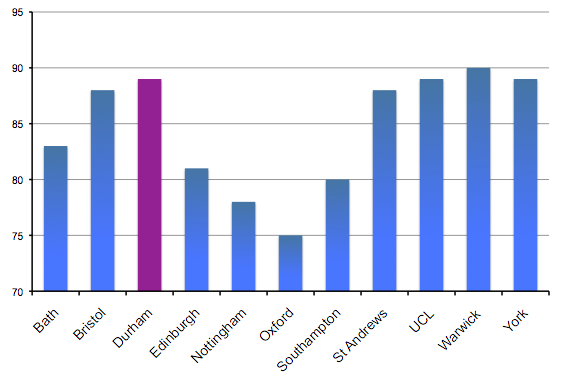 95
90
85
80
75
70
Bath
Bristol
Durham
Edinburgh
Nottingham
Oxford
Southampton
St Andrews
UCL
Warwick
York